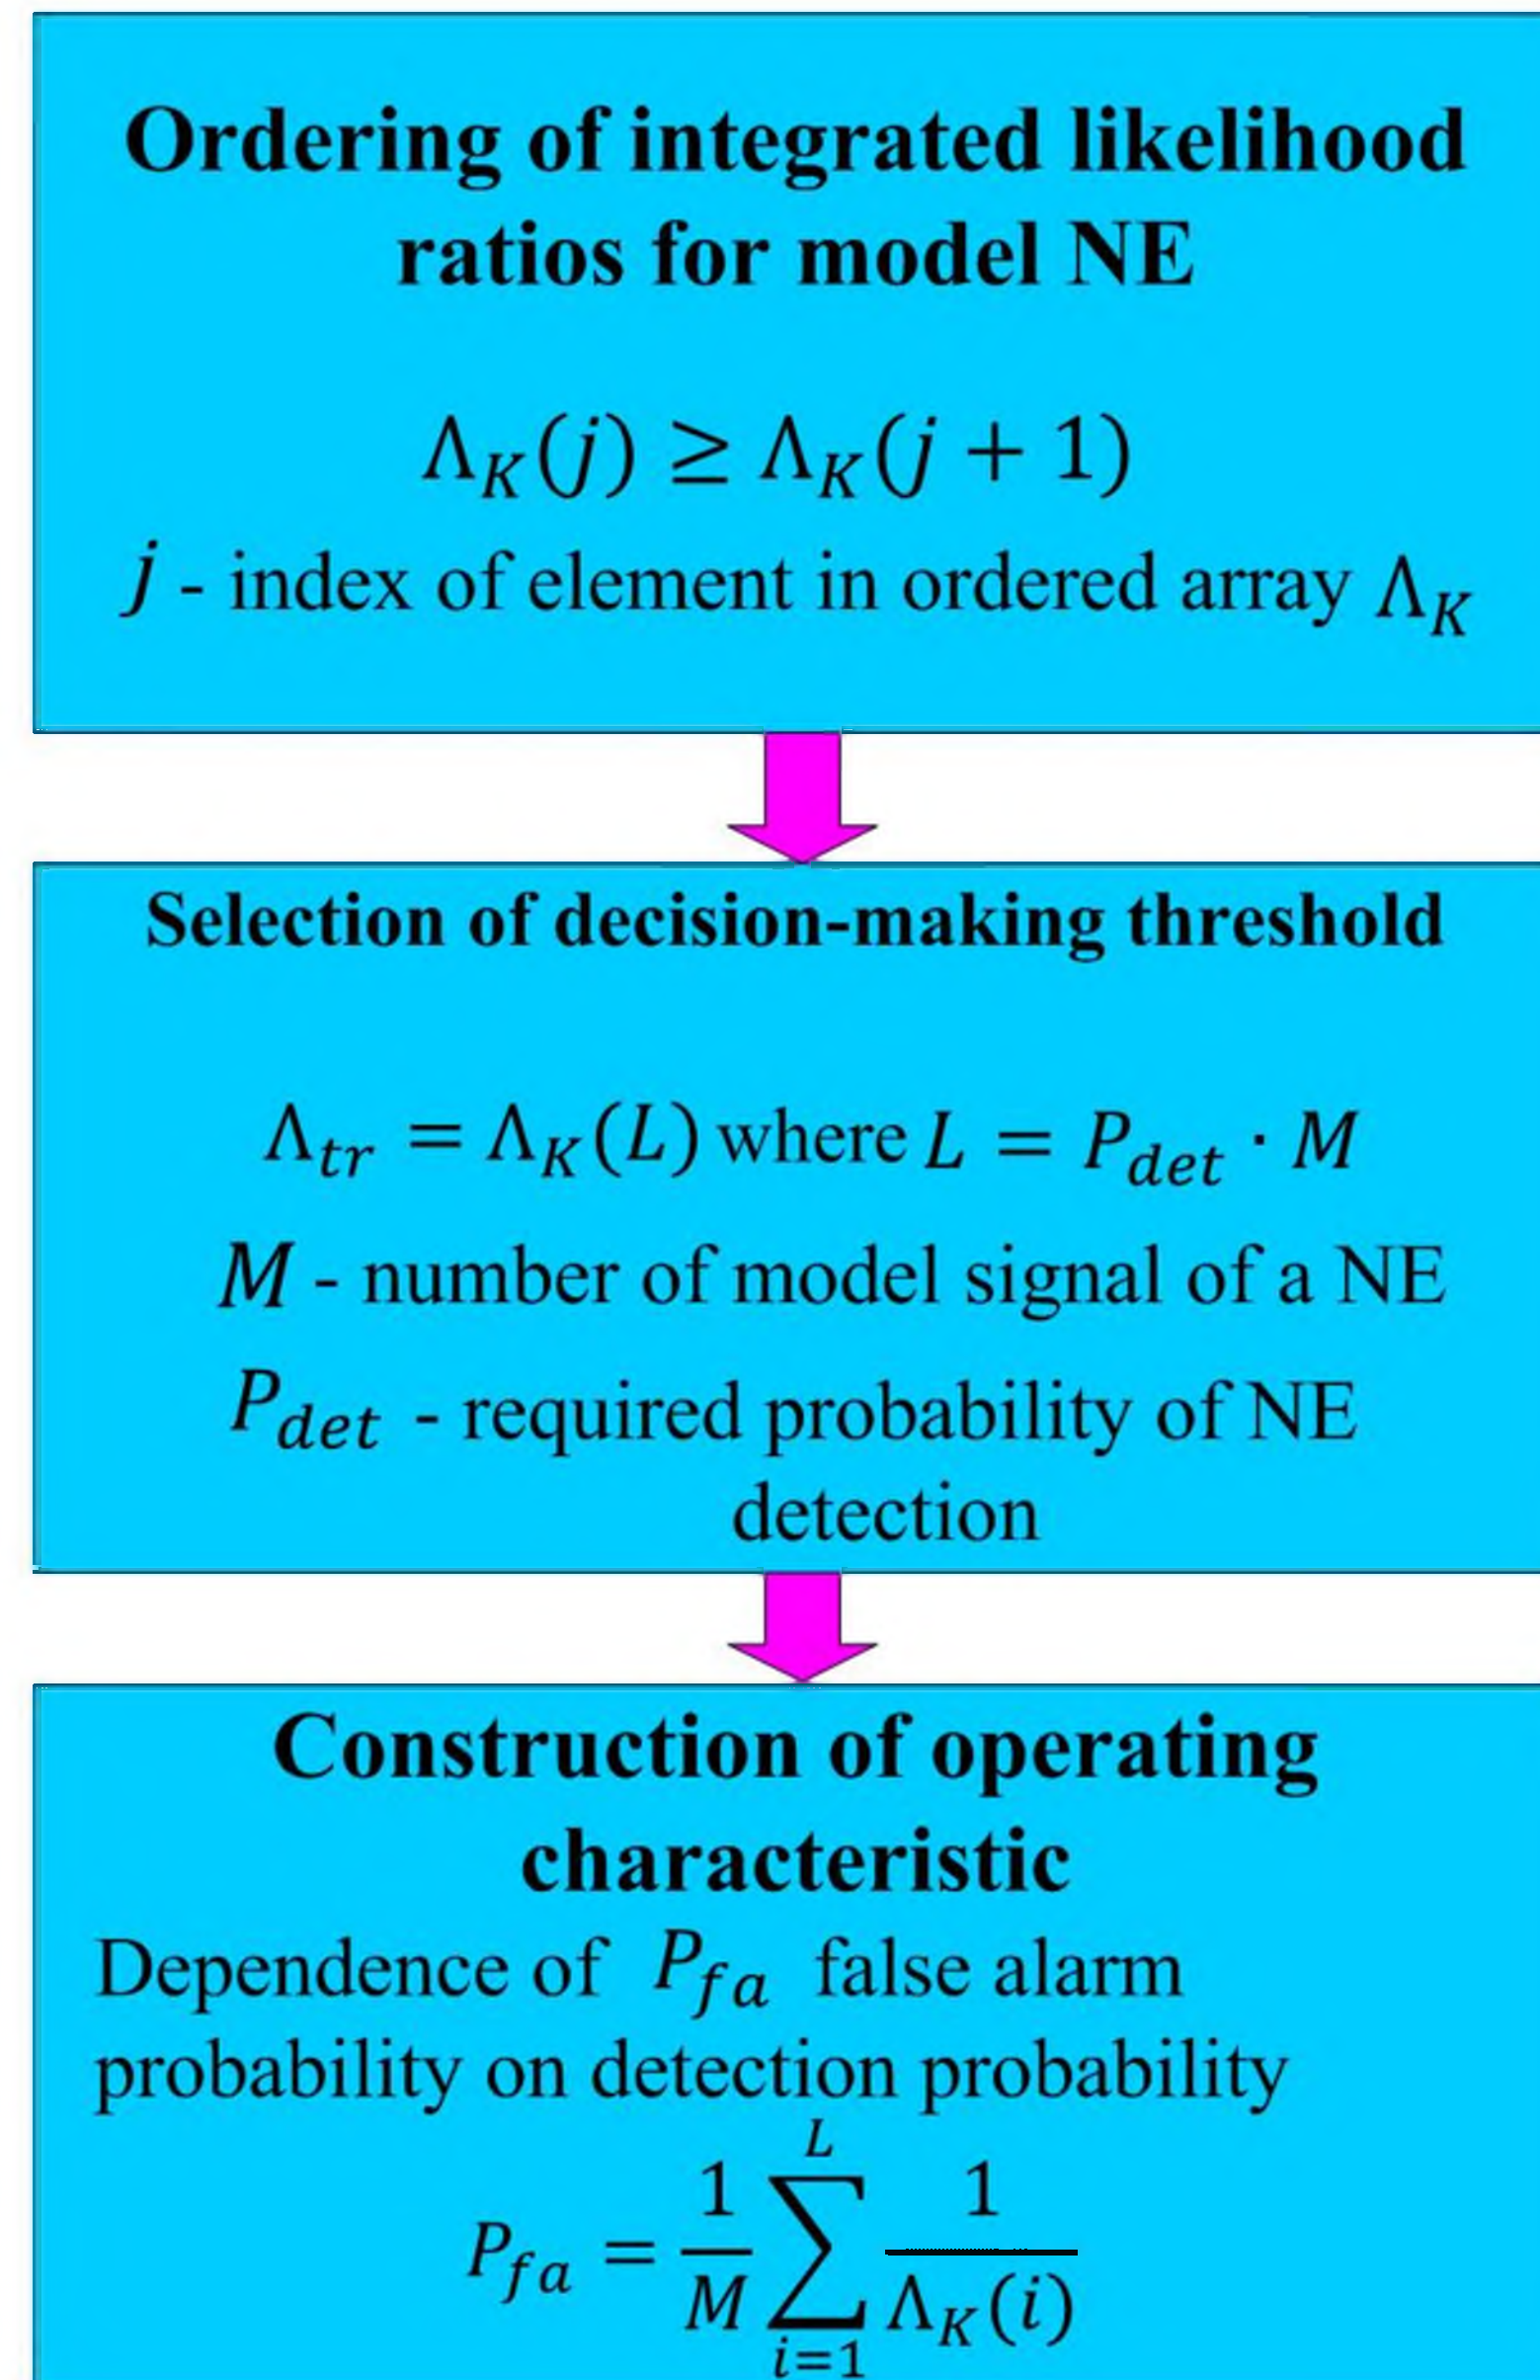 Ordering of integrated likelihood
ratios for model NE
Λ_K(j) ≥ Λ_K(j + 1)
j - index of element in ordered array Λ_K
Selection of decision-making threshold
Λ_tr = Λ_K(L) where L = P_det · M
M - number of model signal of a NE
P_det - required probability of NE
detection
Construction of operating
characteristic
Dependence of P_fa false alarm
probability on detection probability
P_fa = \frac{1}{M} \sum_{i=1}^{L} \frac{1}{Λ_K(i)}